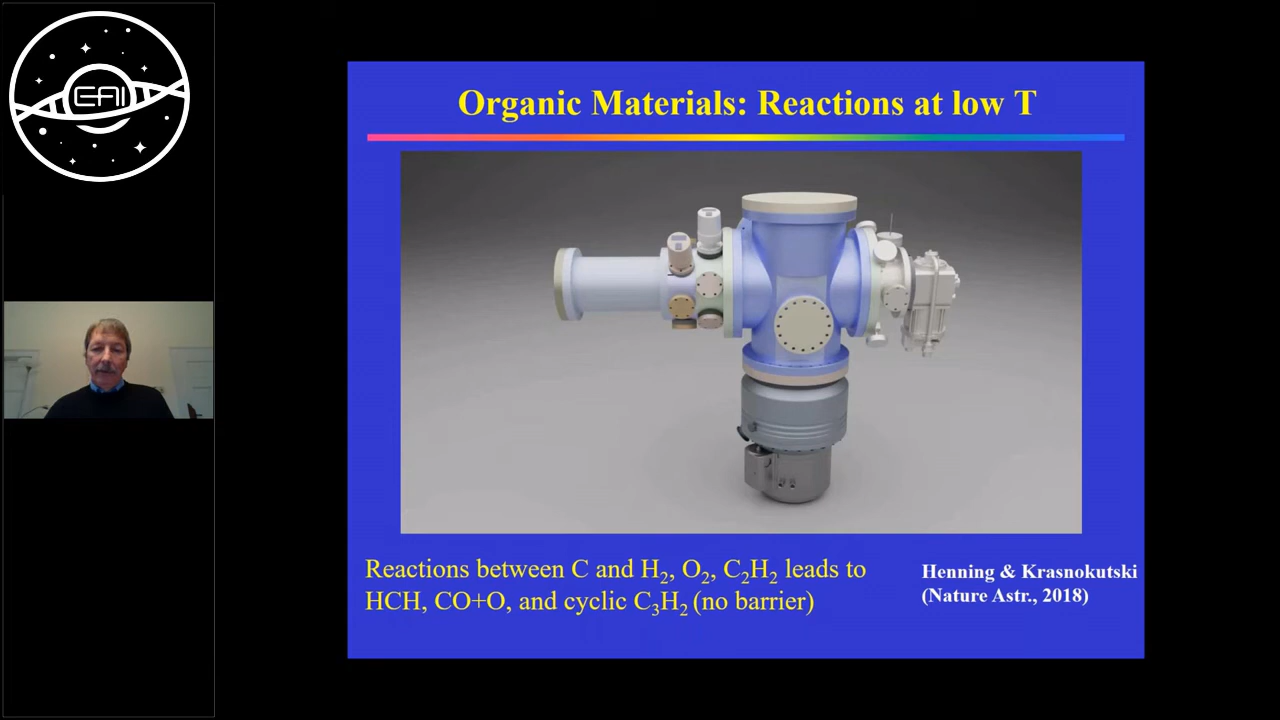 EAI
Organic Materials: Reactions at low T
Reactions between C and H₂, O₂, C₂H₂ leads to
HCH, CO+O, and cyclic C₃H₂ (no barrier)
Henning & Krasnokutski
(Nature Astr., 2018)